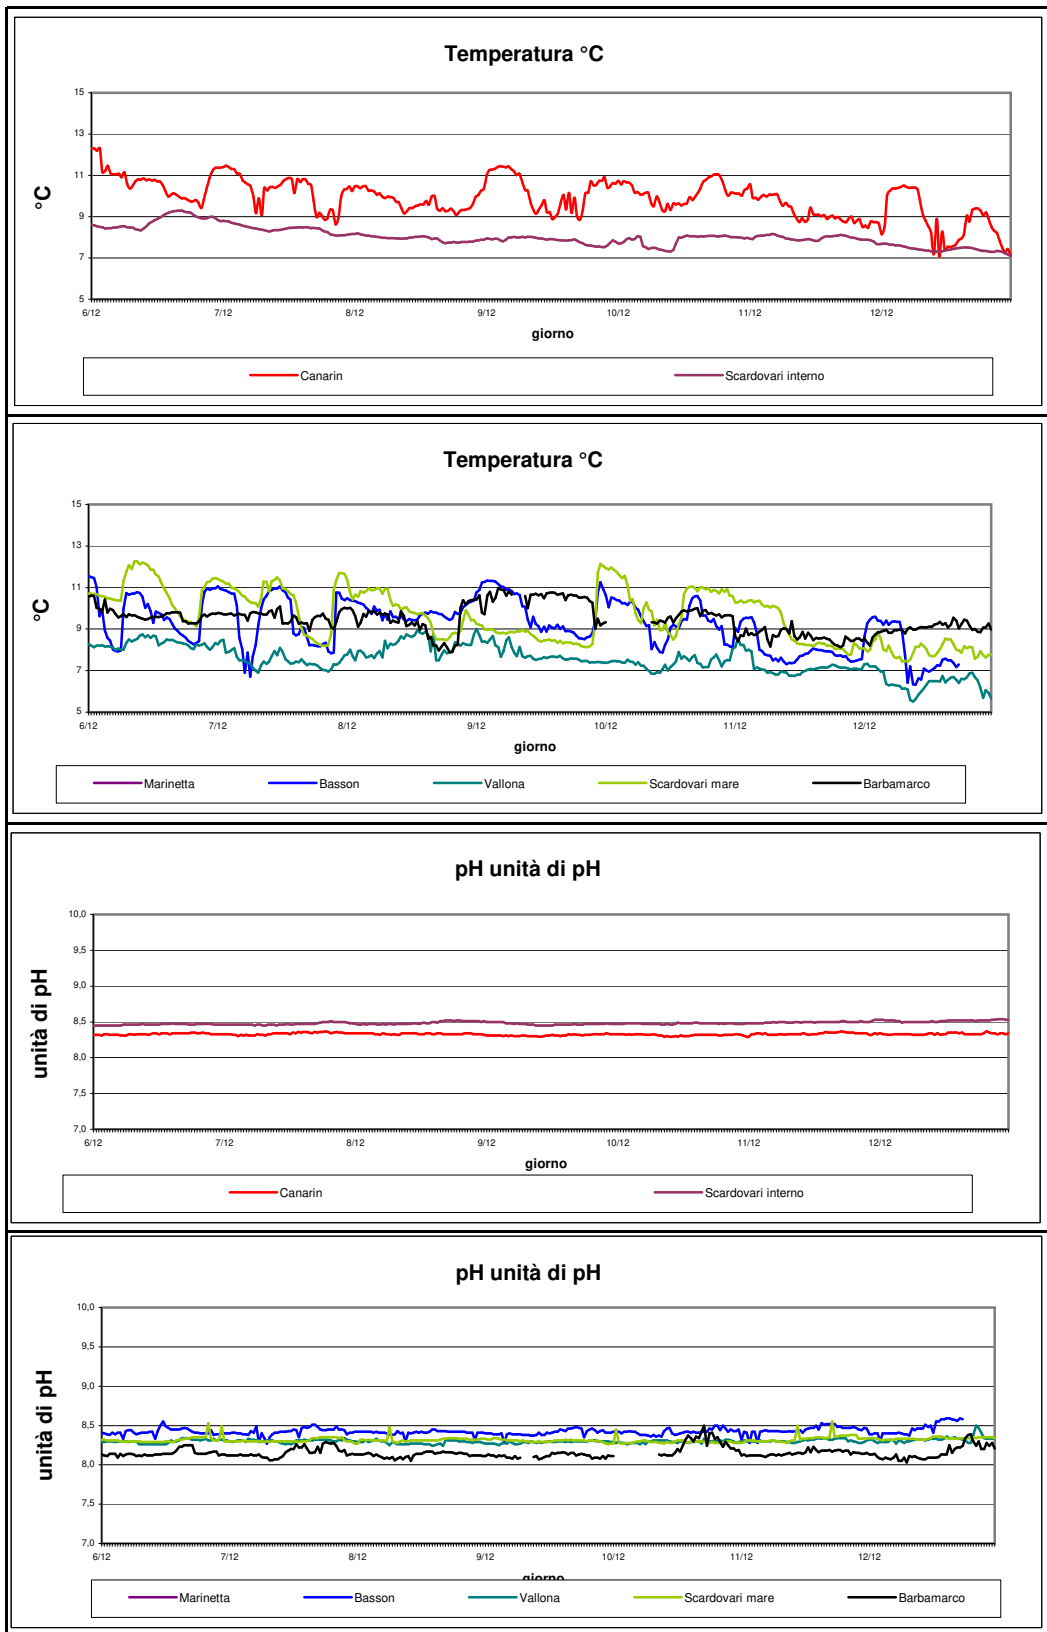 Temperatura °C
15
13
11
9
7
5
°C
6/12 7/12 8/12 9/12 10/12 11/12 12/12
giorno
Canarin Scardovari interno
Temperatura °C
15
13
11
9
7
5
°C
6/12 7/12 8/12 9/12 10/12 11/12 12/12
giorno
Marinetta Basson Vallona Scardovari mare Barbamarco
pH unità di pH
10,0
9,5
9,0
8,5
8,0
7,5
7,0
unità di pH
6/12 7/12 8/12 9/12 10/12 11/12 12/12
giorno
Canarin Scardovari interno
pH unità di pH
10,0
9,5
9,0
8,5
8,0
7,5
7,0
unità di pH
6/12 7/12 8/12 9/12 10/12 11/12 12/12
giorno
Marinetta Basson Vallona Scardovari mare Barbamarco